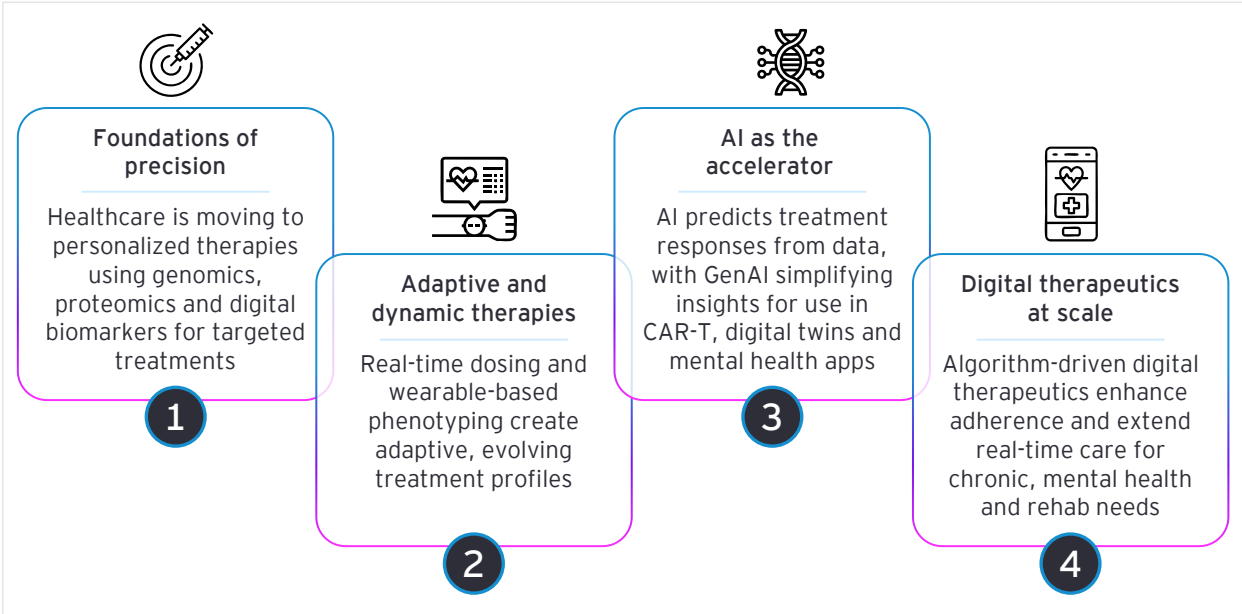 Foundations of
precision
Healthcare is moving to
personalized therapies
using genomics,
proteomics and digital
biomarkers for targeted
treatments
1
Adaptive and
dynamic therapies
Real-time dosing and
wearable-based
phenotyping create
adaptive, evolving
treatment profiles
2
AI as the
accelerator
AI predicts treatment
responses from data,
with GenAI simplifying
insights for use in
CAR-T, digital twins and
mental health apps
3
Digital therapeutics
at scale
Algorithm-driven digital
therapeutics enhance
adherence and extend
real-time care for
chronic, mental health
and rehab needs
4